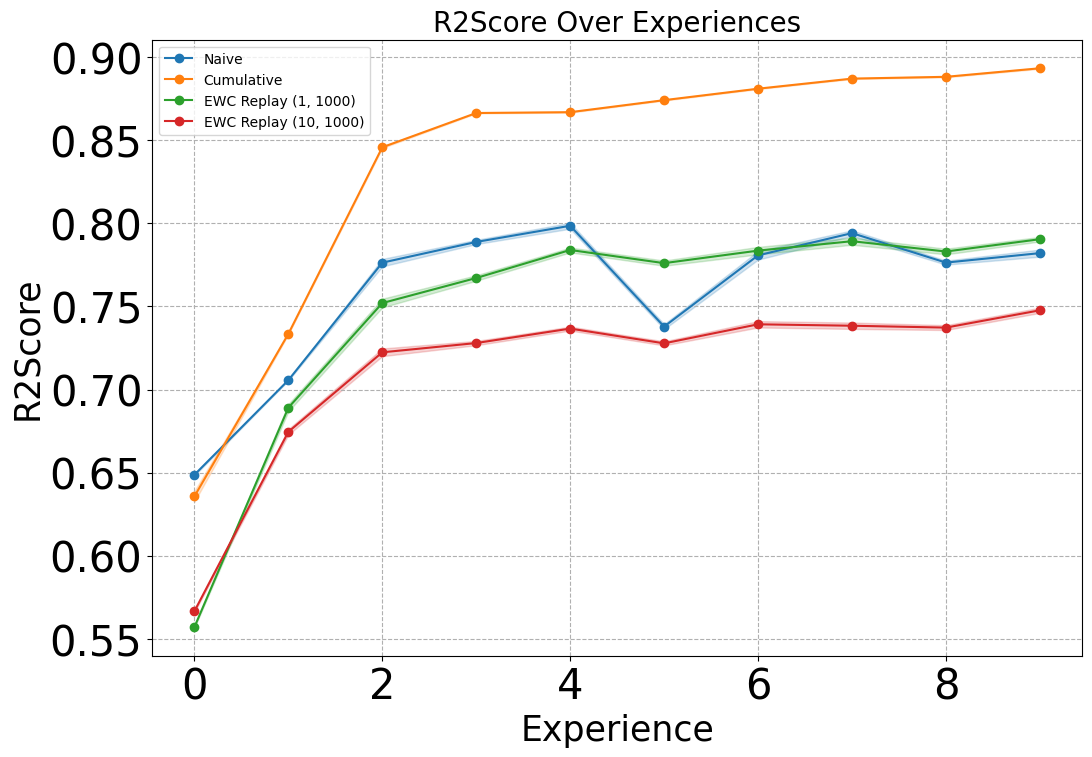 R2Score Over Experiences
0.90
0.85
0.80
0.75
0.70
0.65
0.60
0.55
R2Score
Naive
Cumulative
EWC Replay (1, 1000)
EWC Replay (10, 1000)
0 2 4 6 8
Experience